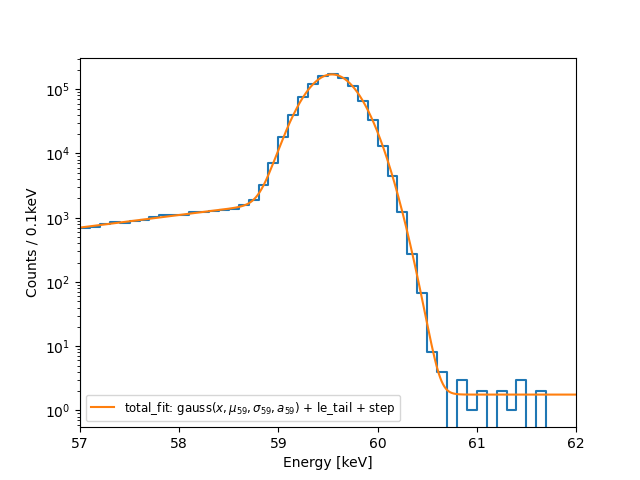 10⁵
10⁴
10³
10²
10¹
10⁰
Counts / 0.1keV
total_fit: gauss(x, μ₅₉, σ₅₉, a₅₉) + le_tail + step
57 58 59 60 61 62
Energy [keV]